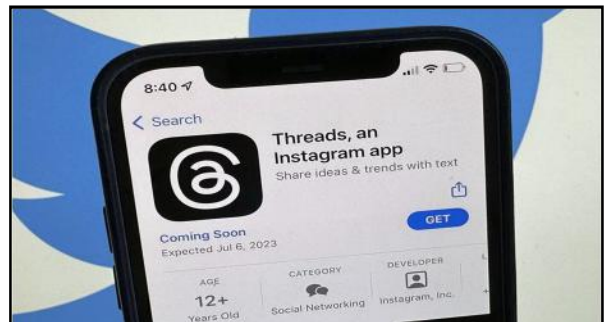 8:40
Search
Threads, an
Instagram app
Share ideas & trends with text
GET
Coming Soon
Expected Jul 6, 2023
AGE
CATEGORY
DEVELOPER
12+
Years Old
Social Networking
Instagram, Inc.